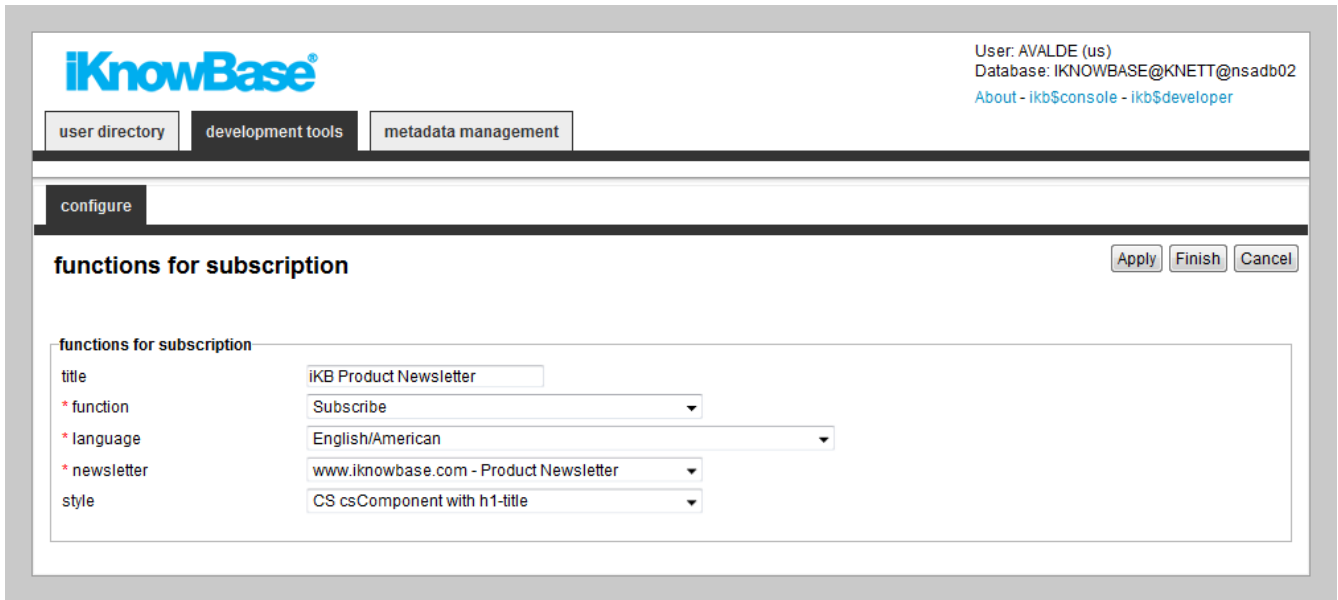 iKnowBase®
User: AVALDE (us)
Database: IKNOWBASE@KNETT@nsadb02
About - ikb$console - ikb$developer
user directory
development tools
metadata management
configure
functions for subscription
Apply
Finish
Cancel
functions for subscription
title
iKB Product Newsletter
* function
Subscribe
* language
English/American
* newsletter
www.iknowbase.com - Product Newsletter
style
CS csComponent with h1-title